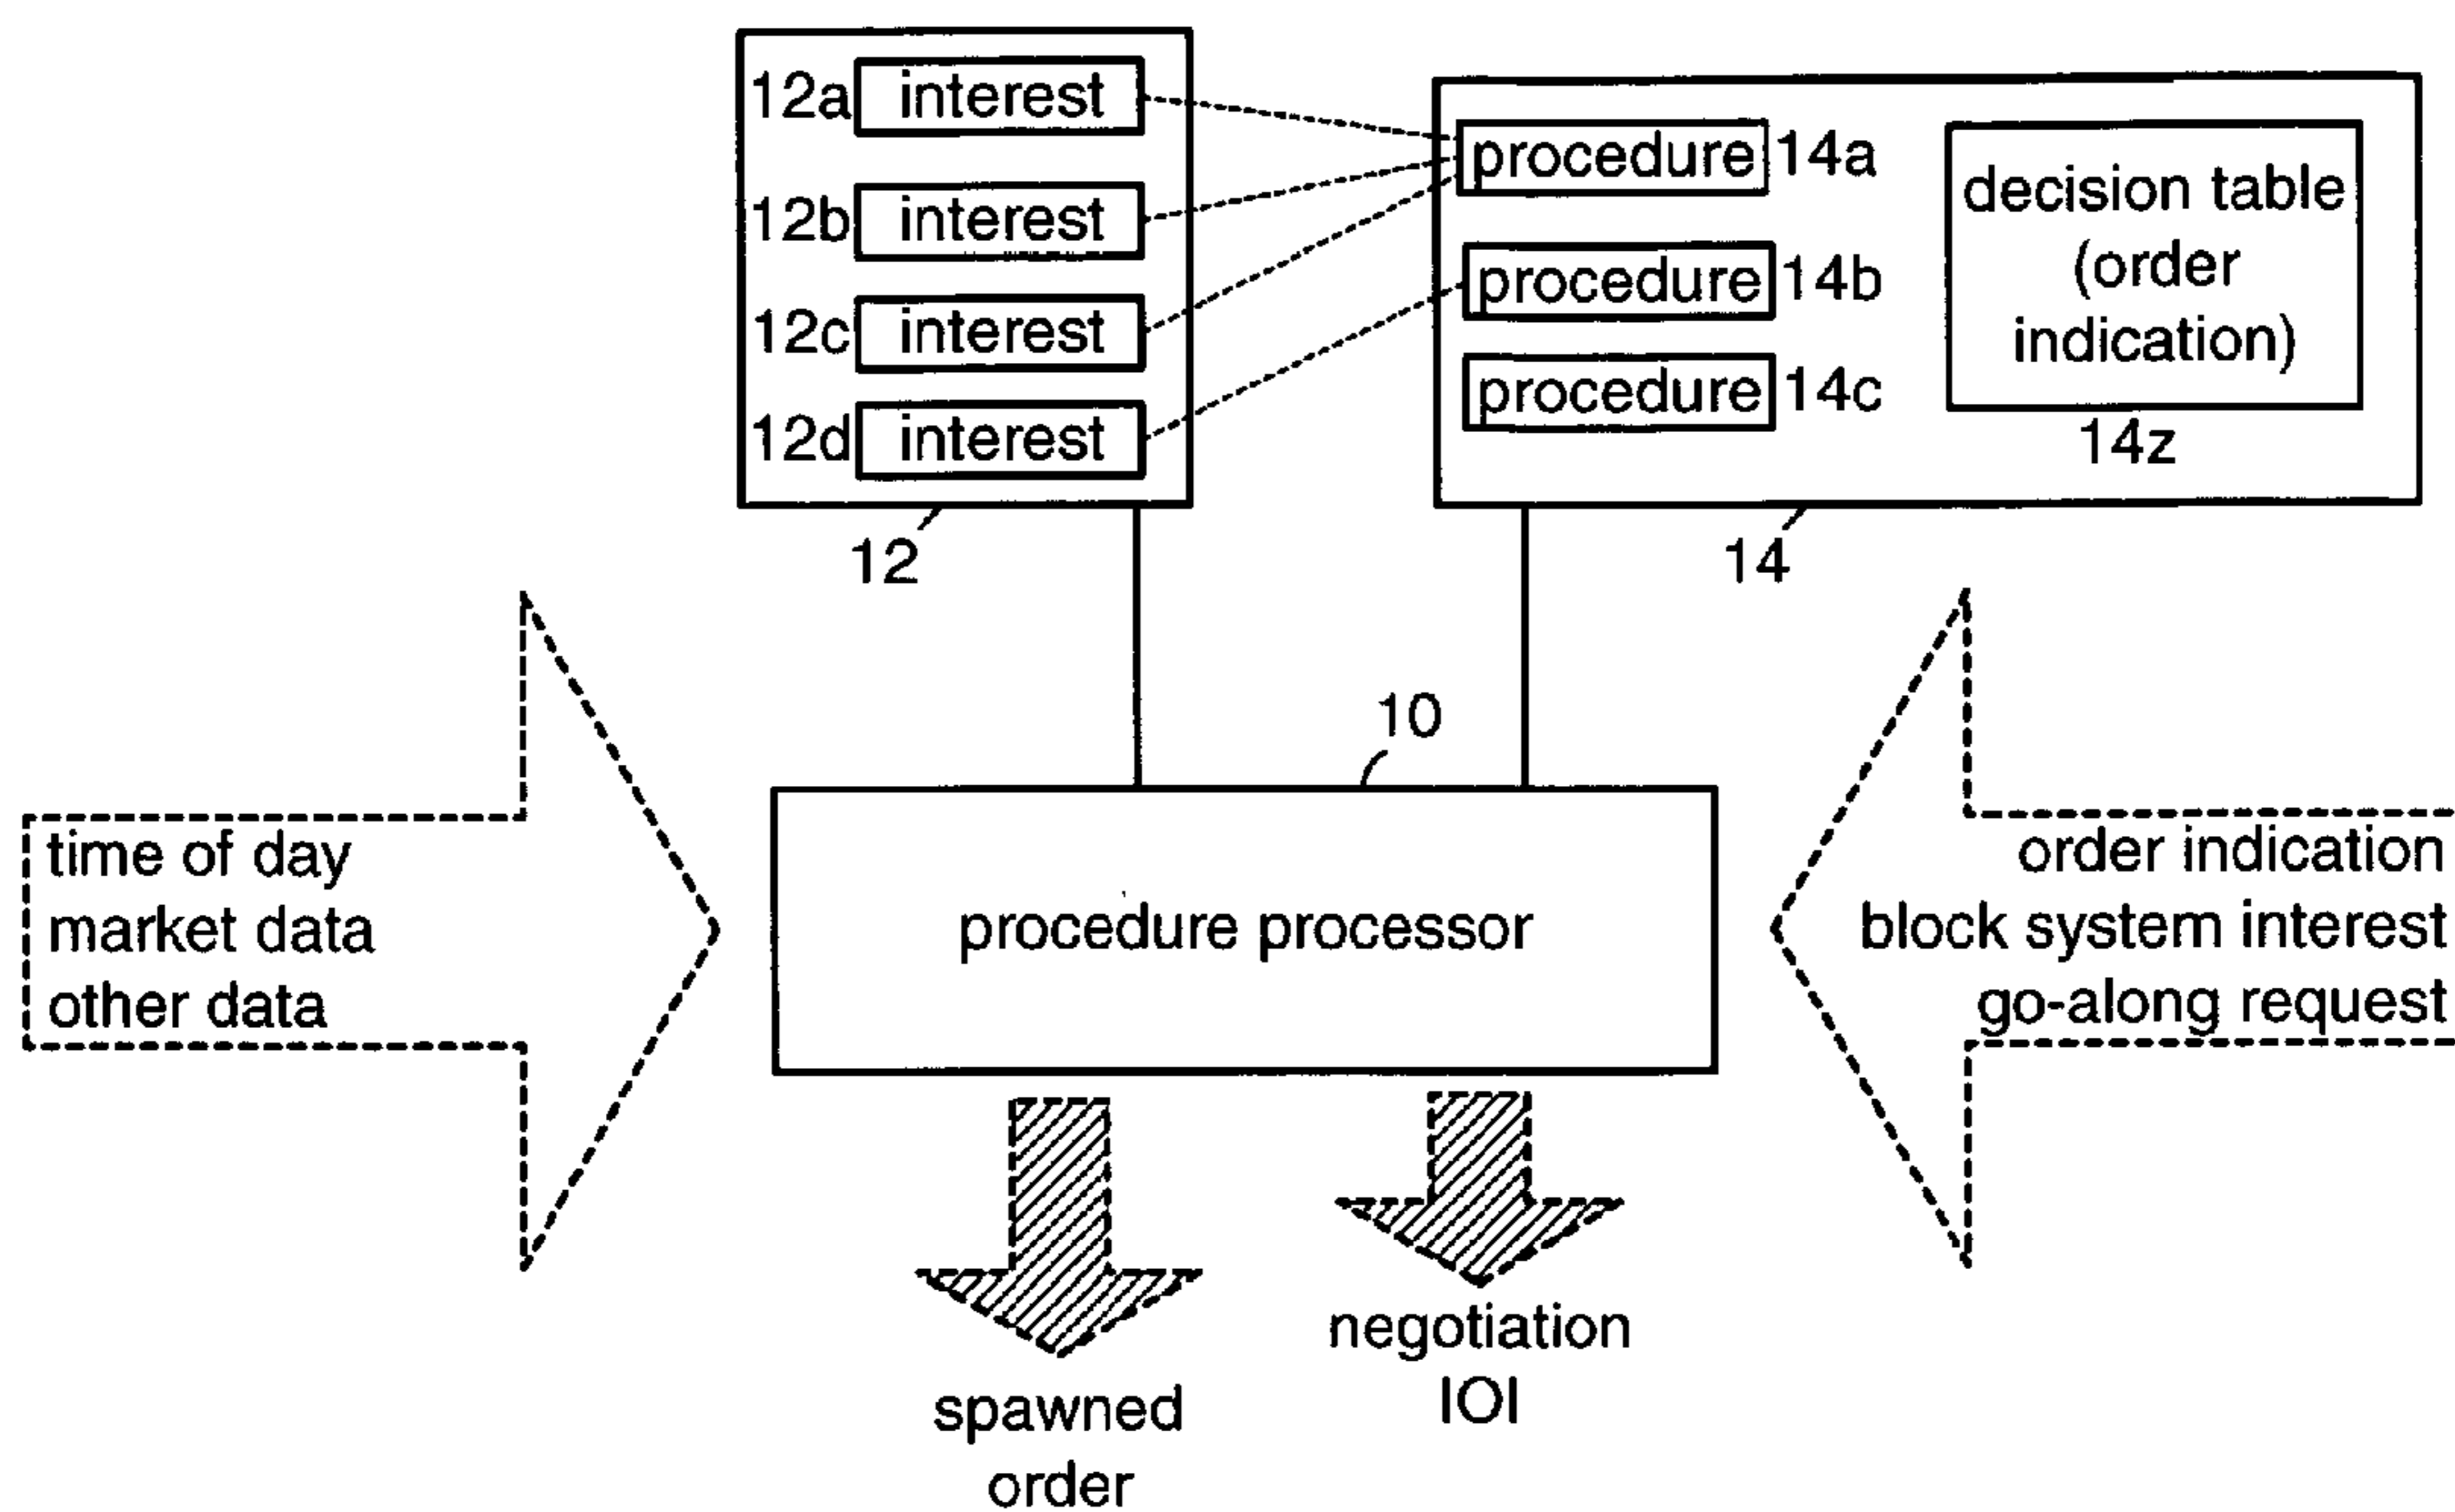 12a interest
12b interest
12c interest
12d interest
12
procedure 14a
procedure 14b
procedure 14c
decision table
(order
indication)
14z
14
10
time of day
market data
other data
procedure processor
order indication
block system interest
go-along request
spawned
order
negotiation
IOI